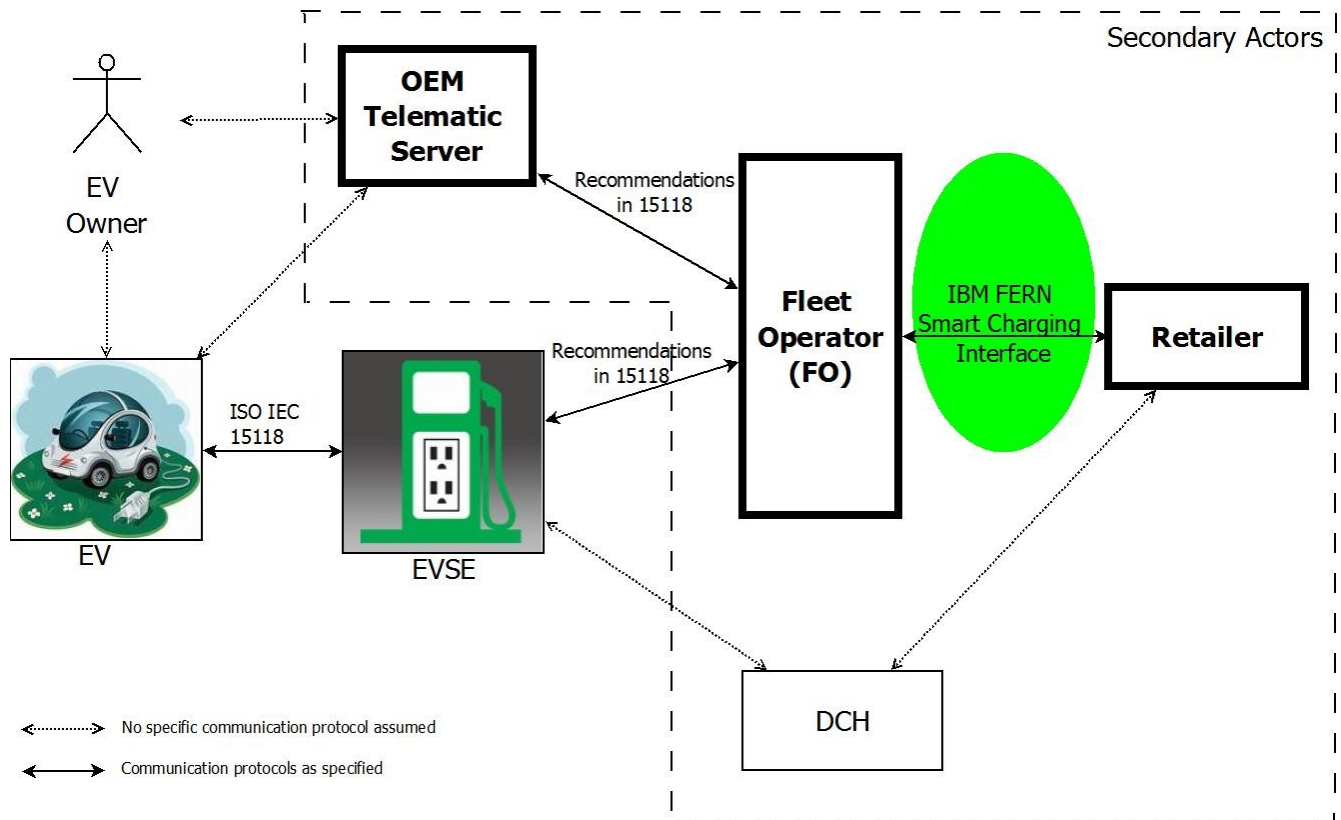 Secondary Actors
OEM
Telematic
Server
EV
Owner
Recommendations
in 15118
Fleet
Operator
(FO)
IBM FERN
Smart Charging
Interface
Retailer
Recommendations
in 15118
ISO IEC
15118
EV
EVSE
DCH
No specific communication protocol assumed
Communication protocols as specified